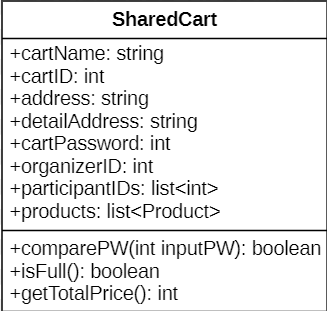 SharedCart
+cartName: string
+cartID: int
+address: string
+detailAddress: string
+cartPassword: int
+organizerID: int
+participantIDs: list<int>
+products: list<Product>
+comparePW(int inputPW): boolean
+isFull(): boolean
+getTotalPrice(): int